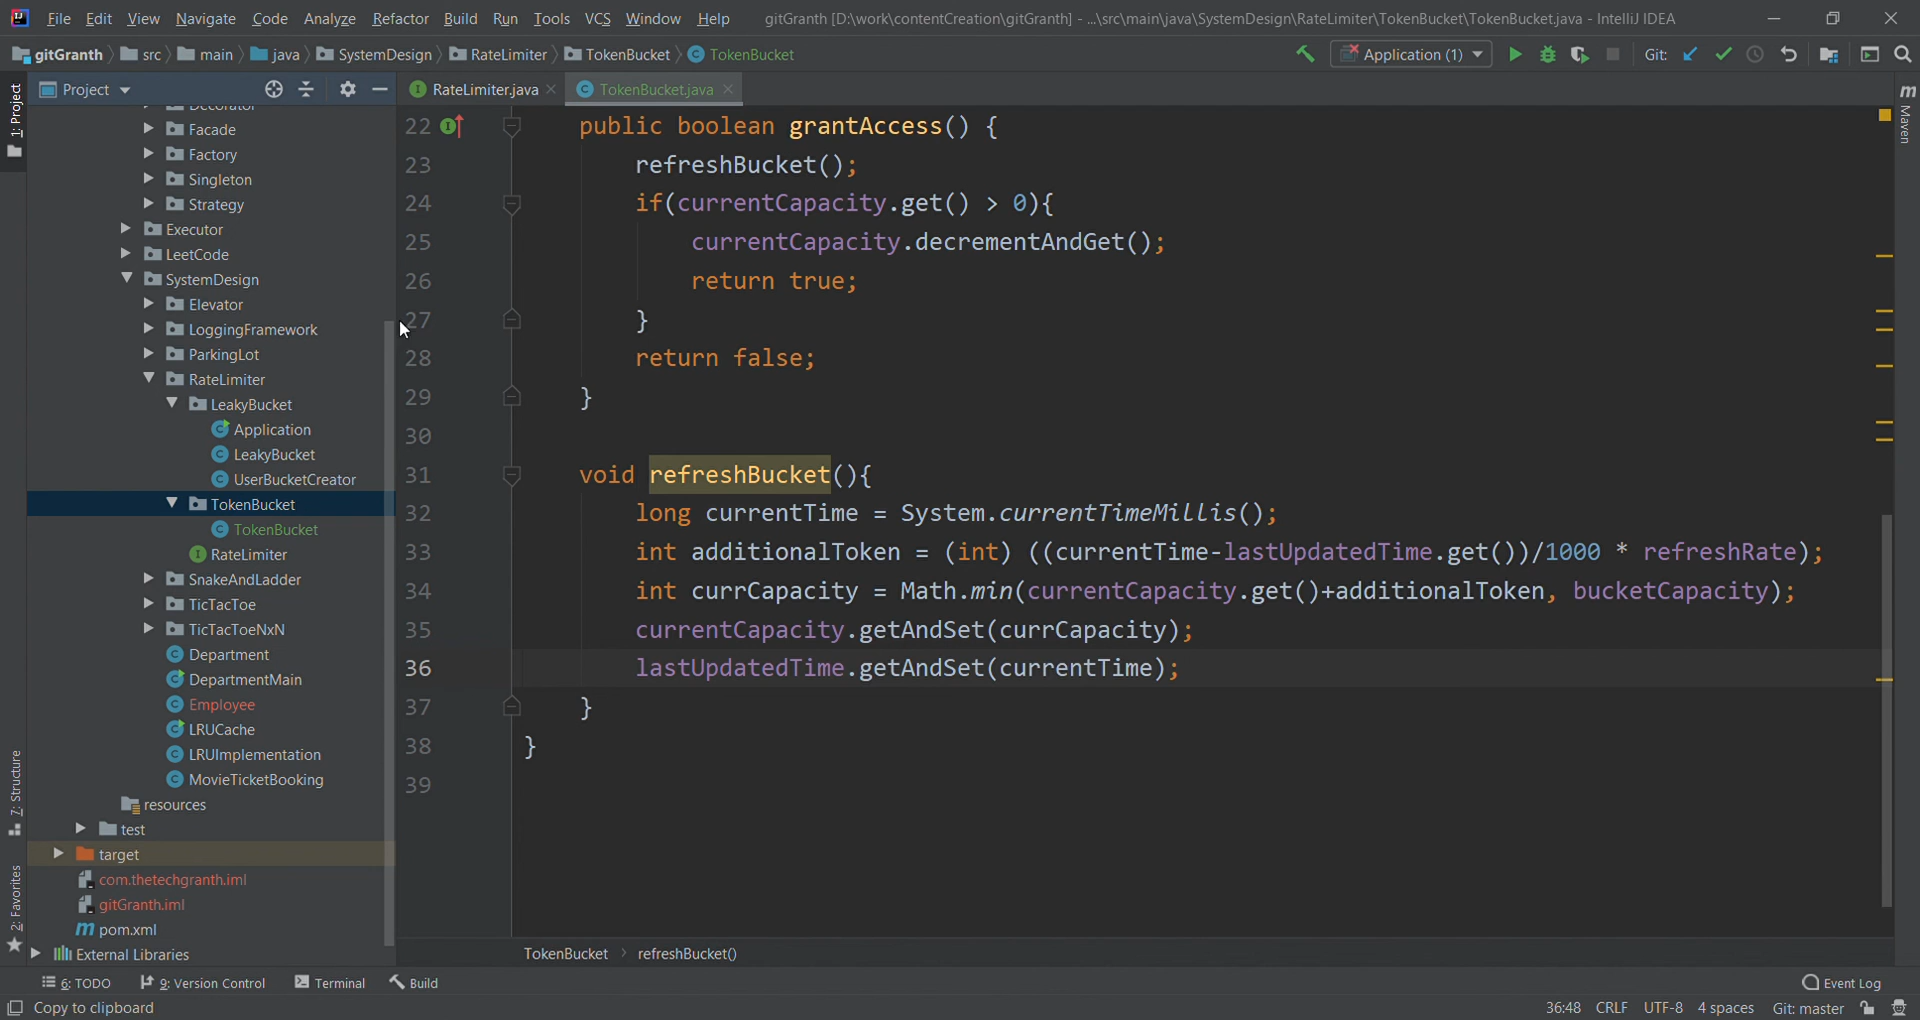 File Edit View Navigate Code Analyze Refactor Build Run Tools VCS Window Help gitGranth [D:\work\contentCreation\gitGranth] - ...\src\main\java\SystemDesign\RateLimiter\TokenBucket\TokenBucket.java - IntelliJ IDEA
gitGranth src main java SystemDesign RateLimiter TokenBucket TokenBucket Application (1) Git:
1: Project
Project
Facade
Factory
Singleton
Strategy
Executor
LeetCode
SystemDesign
Elevator
LoggingFramework
ParkingLot
RateLimiter
LeakyBucket
Application
LeakyBucket
UserBucketCreator
TokenBucket
TokenBucket
RateLimiter
SnakeAndLadder
TicTacToe
TicTacToeNxN
Department
DepartmentMain
Employee
LRUCache
LRUImplementation
MovieTicketBooking
resources
test
target
com.thetechgranth.iml
gitGranth.iml
pom.xml
External Libraries
7: Structure
2: Favorites
RateLimiter.java TokenBucket.java
22 public boolean grantAccess() {
23 refreshBucket();
24 if(currentCapacity.get() > 0){
25 currentCapacity.decrementAndGet();
26 return true;
27 }
28 return false;
29 }
30
31 void refreshBucket(){
32 long currentTime = System.currentTimeMillis();
33 int additionalToken = (int) ((currentTime-lastUpdatedTime.get())/1000 * refreshRate);
34 int currCapacity = Math.min(currentCapacity.get()+additionalToken, bucketCapacity);
35 currentCapacity.getAndSet(currCapacity);
36 lastUpdatedTime.getAndSet(currentTime);
37 }
38 }
39
Maven
TokenBucket refreshBucket()
6: TODO 9: Version Control Terminal Build Event Log
Copy to clipboard 36:48 CRLF UTF-8 4 spaces Git: master